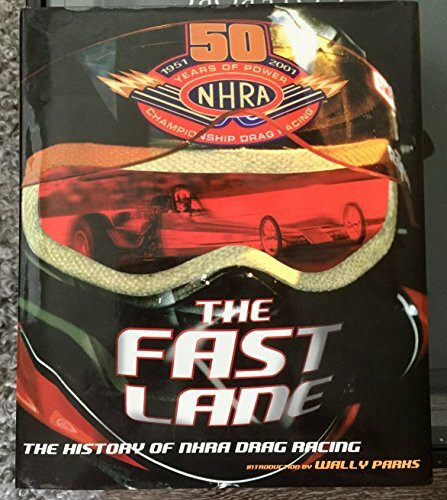 50
1951 YEARS OF POWER 2001
NHRA
CHAMPIONSHIP DRAG RACING
THE
FAST
LANE
THE HISTORY OF NHRA DRAG RACING
INTRODUCTION BY WALLY PARKS